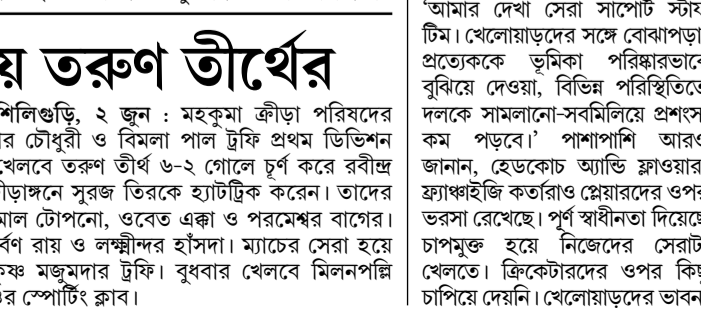 তরুণ তীর্থের
শিলিগুড়ি, ২ জুন : মহকুমা ক্রীড়া পরিষদের
চৌধুরী ও বিমলা পাল ট্রফি প্রথম ডিভিশন
খেলবে তরুণ তীর্থ ৬-২ গোলে চূর্ণ করে রবীন্দ্র
সুরজ তিরকে হ্যাটট্রিক করেন। তাদের
টোপনো, ওবেত এক্কা ও পরমেশ্বর বাগের।
রায় ও লক্ষ্মীন্দর হাঁসদা। ম্যাচের সেরা হয়ে
মজুমদার ট্রফি। বুধবার খেলবে মিলনপল্লি
স্পোর্টিং ক্লাব।
‘আমার দেখা সেরা সাপোর্ট স্টাফ
টিম। খেলোয়াড়দের সঙ্গে বোঝাপড়া
প্রত্যেককে ভূমিকা পরিষ্কারভাবে
বুঝিয়ে দেওয়া, বিভিন্ন পরিস্থিতিতে
দলকে সামলানো-সবমিলিয়ে প্রশংসা
কম পড়বে।’ পাশাপাশি আরও
জানান, হেডকোচ অ্যান্ডি ফ্লাওয়ার
ফ্র্যাঞ্চাইজি কর্তারাও প্লেয়ারদের ওপর
ভরসা রেখেছে। পূর্ণ স্বাধীনতা দিয়েছে
চাপমুক্ত হয়ে নিজেদের সেরাটা
খেলতে। ক্রিকেটারদের ওপর কিছু
চাপিয়ে দেয়নি। খেলোয়াড়দের ভাবনা